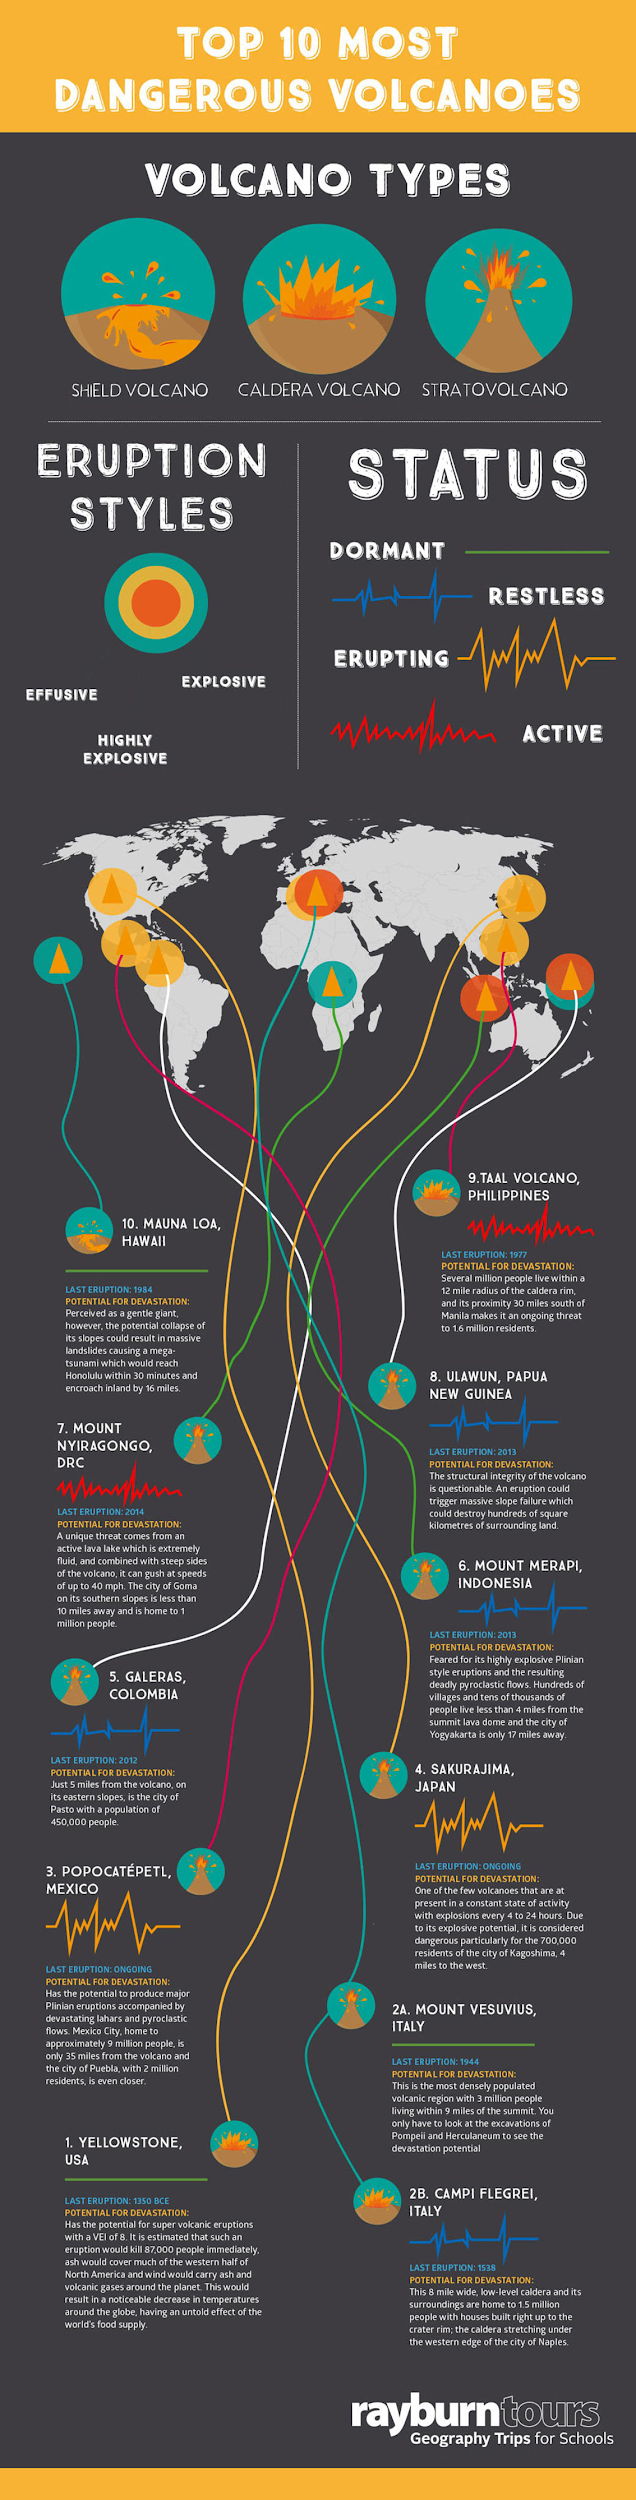 TOP 10 MOST
DANGEROUS VOLCANOES
VOLCANO TYPES
SHIELD VOLCANO
CALDERA VOLCANO
STRATOVOLCANO
ERUPTION
STYLES
EFFUSIVE
EXPLOSIVE
HIGHLY
EXPLOSIVE
STATUS
DORMANT
RESTLESS
ERUPTING
ACTIVE
9.TAAL VOLCANO,
PHILIPPINES
LAST ERUPTION: 1977
POTENTIAL FOR DEVASTATION:
Several million people live within a
12 mile radius of the caldera rim,
and its proximity 30 miles south of
Manila makes it an ongoing threat
to 1.6 million residents.
10. MAUNA LOA,
HAWAII
LAST ERUPTION: 1984
POTENTIAL FOR DEVASTATION:
Perceived as a gentle giant,
however, the potential collapse of
its slopes could result in massive
landslides causing a mega-
tsunami which would reach
Honolulu within 30 minutes and
encroach inland by 16 miles.
8. ULAWUN, PAPUA
NEW GUINEA
LAST ERUPTION: 2013
POTENTIAL FOR DEVASTATION:
The structural integrity of the volcano
is questionable. An eruption could
trigger massive slope failure which
could destroy hundreds of square
kilometres of surrounding land.
7. MOUNT
NYIRAGONGO,
DRC
LAST ERUPTION: 2014
POTENTIAL FOR DEVASTATION:
A unique threat comes from an
active lava lake which is extremely
fluid, and combined with steep sides
of the volcano, it can gush at speeds
of up to 40 mph. The city of Goma
on its southern slopes is less than
10 miles away and is home to 1
million people.
6. MOUNT MERAPI,
INDONESIA
LAST ERUPTION: 2013
POTENTIAL FOR DEVASTATION:
Feared for its highly explosive Plinian
style eruptions and the resulting
deadly pyroclastic flows. Hundreds of
villages and tens of thousands of
people live less than 4 miles from the
summit lava dome and the city of
Yogyakarta is only 17 miles away.
5. GALERAS,
COLOMBIA
LAST ERUPTION: 2012
POTENTIAL FOR DEVASTATION:
Just 5 miles from the volcano, on
its eastern slopes, is the city of
Pasto with a population of
450,000 people.
4. SAKURAJIMA,
JAPAN
LAST ERUPTION: ONGOING
POTENTIAL FOR DEVASTATION:
One of the few volcanoes that are at
present in a constant state of activity
with explosions every 4 to 24 hours. Due
to its explosive potential, it is considered
dangerous particularly for the 700,000
residents of the city of Kagoshima, 4
miles to the west.
3. POPOCATÉPETL,
MEXICO
LAST ERUPTION: ONGOING
POTENTIAL FOR DEVASTATION:
Has the potential to produce major
Plinian eruptions accompanied by
devastating lahars and pyroclastic
flows. Mexico City, home to
approximately 9 million people, is
only 35 miles from the volcano and
the city of Puebla, with 2 million
residents, is even closer.
2A. MOUNT VESUVIUS,
ITALY
LAST ERUPTION: 1944
POTENTIAL FOR DEVASTATION:
This is the most densely populated
volcanic region with 3 million people
living within 9 miles of the summit. You
only have to look at the excavations of
Pompeii and Herculaneum to see the
devastation potential
1. YELLOWSTONE,
USA
LAST ERUPTION: 1350 BCE
POTENTIAL FOR DEVASTATION:
Has the potential for super volcanic eruptions
with a VEI of 8. It is estimated that such an
eruption would kill 87,000 people immediately,
ash would cover much of the western half of
North America and wind would carry ash and
volcanic gases around the planet. This would
result in a noticeable decrease in temperatures
around the globe, having an untold effect of the
world's food supply.
2B. CAMPI FLEGREI,
ITALY
LAST ERUPTION: 1538
POTENTIAL FOR DEVASTATION:
This 8 mile wide, low-level caldera and its
surroundings are home to 1.5 million
people with houses built right up to the
crater rim; the caldera stretching under
the western edge of the city of Naples.
rayburntours
Geography Trips for Schools